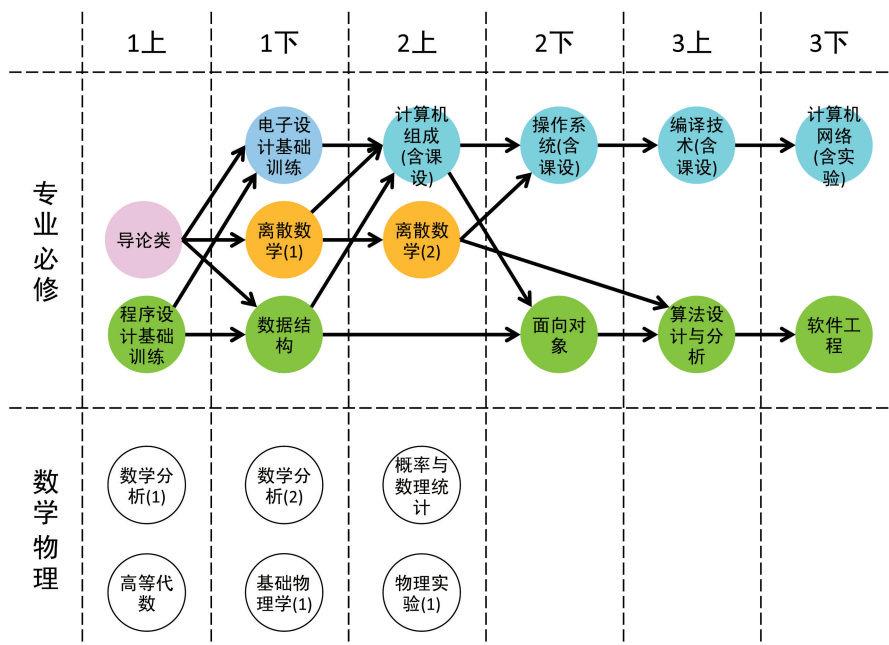 1上
1下
2上
2下
3上
3下
专
业
必
修
电子设
计基础
训练
计算机
组成
(含课
设)
操作系
统(含
课设)
编译技
术(含
课设)
计算机
网络
(含实
验)
导论类
离散数
学(1)
离散数
学(2)
程序设
计基础
训练
数据结
构
面向对
象
算法设
计与分
析
软件工
程
数
学
物
理
数学分
析(1)
数学分
析(2)
概率与
数理统
计
高等代
数
基础物
理学(1)
物理实
验(1)